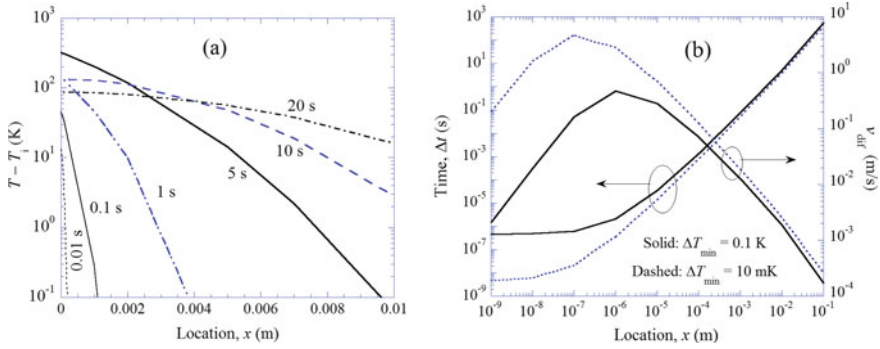 (a)
T − Tᵢ (K)
10³
10²
10¹
10⁰
10⁻¹
20 s
10 s
5 s
1 s
0.1 s
0.01 s
0 0.002 0.004 0.006 0.008 0.01
Location, x (m)
(b)
Time, Δt (s)
10³
10¹
10⁻¹
10⁻³
10⁻⁵
10⁻⁷
10⁻⁹
10¹
10⁰
10⁻¹
10⁻²
10⁻³
10⁻⁴
v_dif (m/s)
Solid: ΔT_min = 0.1 K
Dashed: ΔT_min = 10 mK
10⁻⁹ 10⁻⁸ 10⁻⁷ 10⁻⁶ 10⁻⁵ 10⁻⁴ 10⁻³ 10⁻² 10⁻¹
Location, x (m)